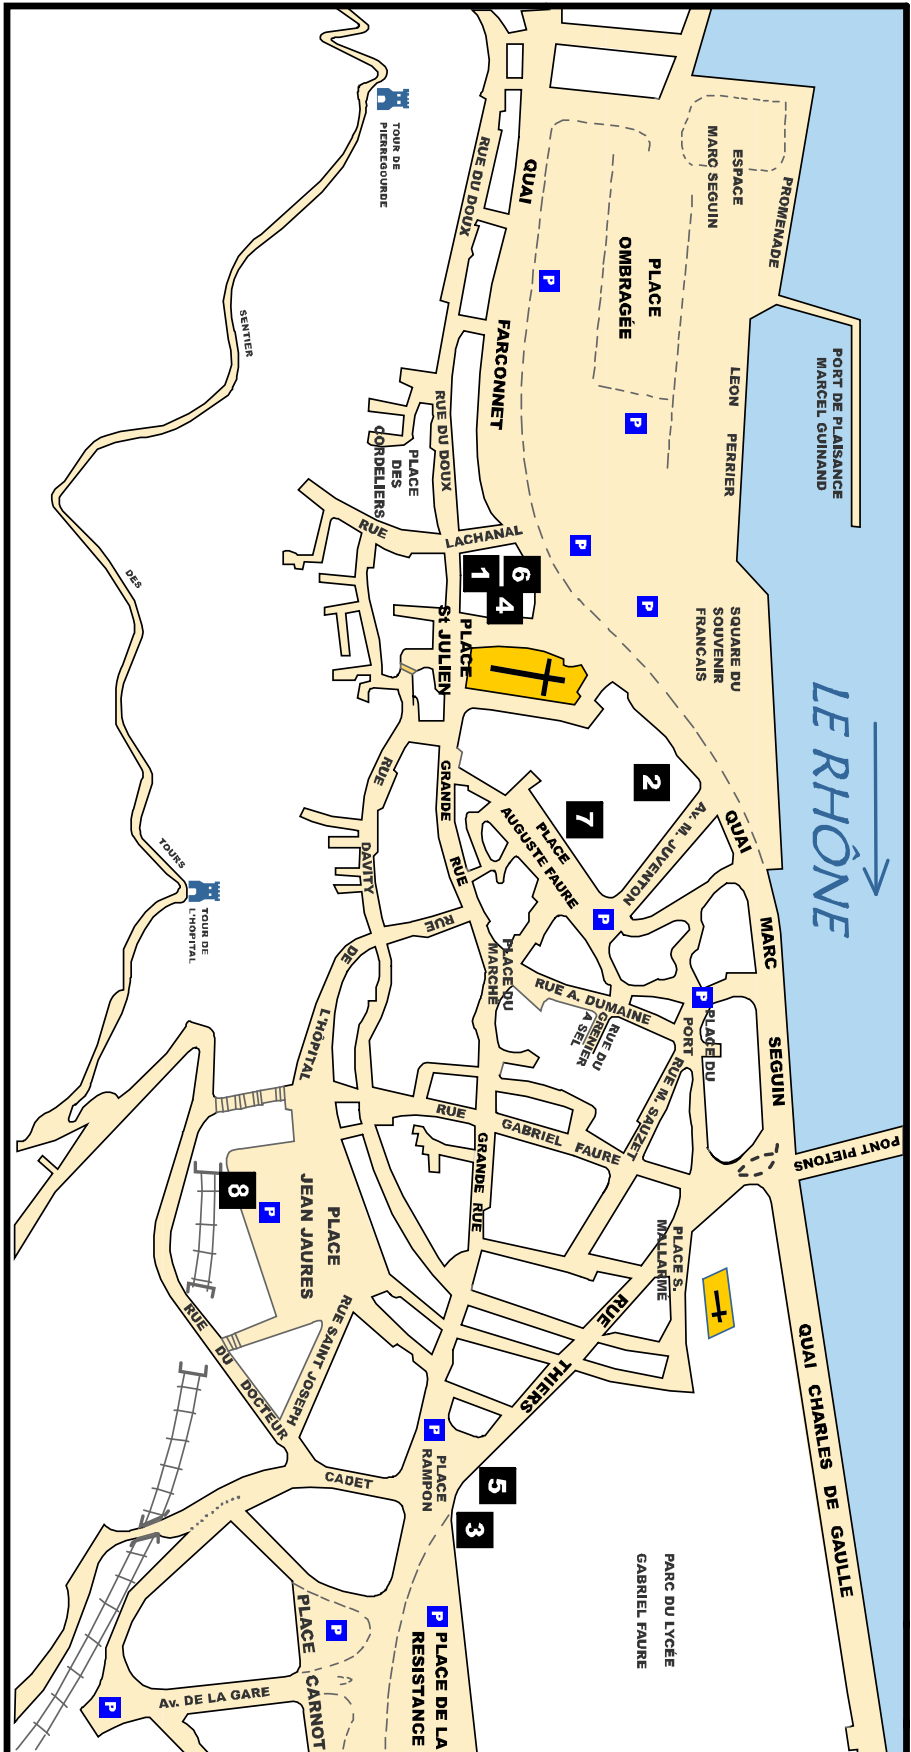 TOUR DE
PIERREGOURDE
RUE DU DOUX
QUAI
ESPACE
MARC SEGUIN
PROMENADE
PLACE
OMBRAGÉE
P
SENTIER
FARCONNET
LEON PERRIER
PORT DE PLAISANCE
MARCEL GUINAND
P
RUE DU DOUX
PLACE
DES
CORDELIERS
RUE
LACHANAL
P
P
DES
1
6
4
PLACE
St JULIEN
SQUARE DU
SOUVENIR
FRANCAIS
LE RHÔNE
2
7
RUE
GRANDE
RUE
PLACE
AUGUSTE FAURE
Av. M. JUVENTON
QUAI
MARC
SEGUIN
TOURS
TOUR DE
L'HOPITAL
DAVITY
RUE
DE
L'HÔPITAL
P
PLACE DU
MARCHÉ
RUE A. DUMAINE
RUE DU
GRENIER
A SEL
P
PLACE DU
PORT
RUE M. SAUZET
RUE
GABRIEL FAURE
GRANDE RUE
PONT PIETONS
8
P
PLACE
JEAN JAURES
PLACE S.
MALLARMÉ
RUE
THIERS
RUE SAINT JOSEPH
RUE
DU
DOCTEUR
CADET
QUAI CHARLES DE GAULLE
P
PLACE
RAMPON
5
3
PARC DU LYCÉE
GABRIEL FAURE
P
PLACE
CARNOT
P
PLACE DE LA
RESISTANCE
Av. DE LA GARE
P